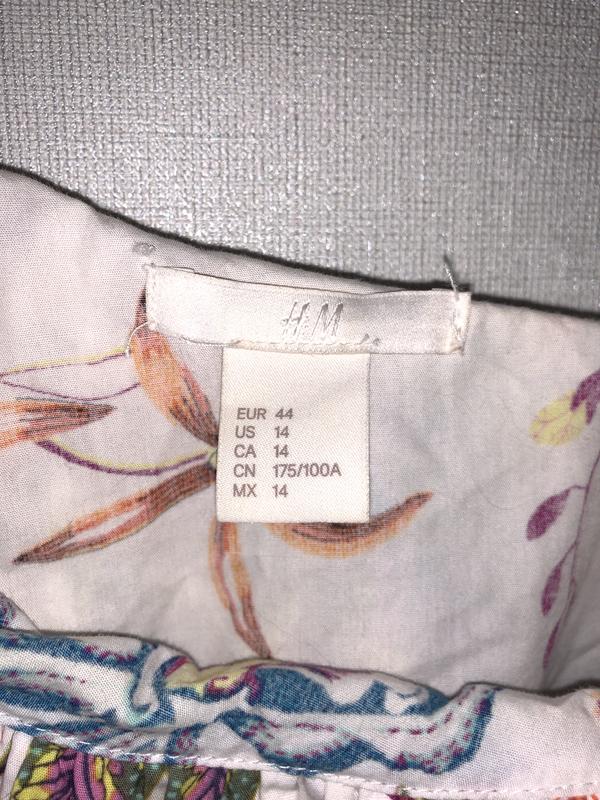 H&M
EUR 44
US 14
CA 14
CN 175/100A
MX 14